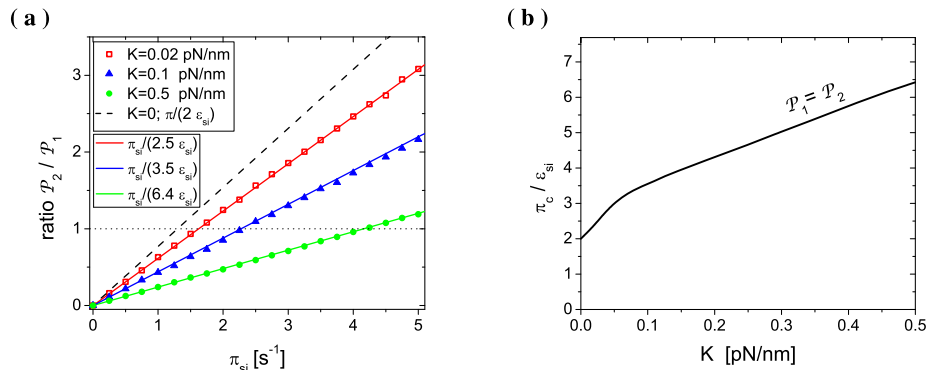 (a)
ratio 𝒫₂ / 𝒫₁
3
2
1
0
K=0.02 pN/nm
K=0.1 pN/nm
K=0.5 pN/nm
K=0; π/(2 ε_si)
π_si/(2.5 ε_si)
π_si/(3.5 ε_si)
π_si/(6.4 ε_si)
0 1 2 3 4 5
π_si [s⁻¹]
(b)
π_c / ε_si
7
6
5
4
3
2
1
0
𝒫₁= 𝒫₂
0.0 0.1 0.2 0.3 0.4 0.5
K [pN/nm]